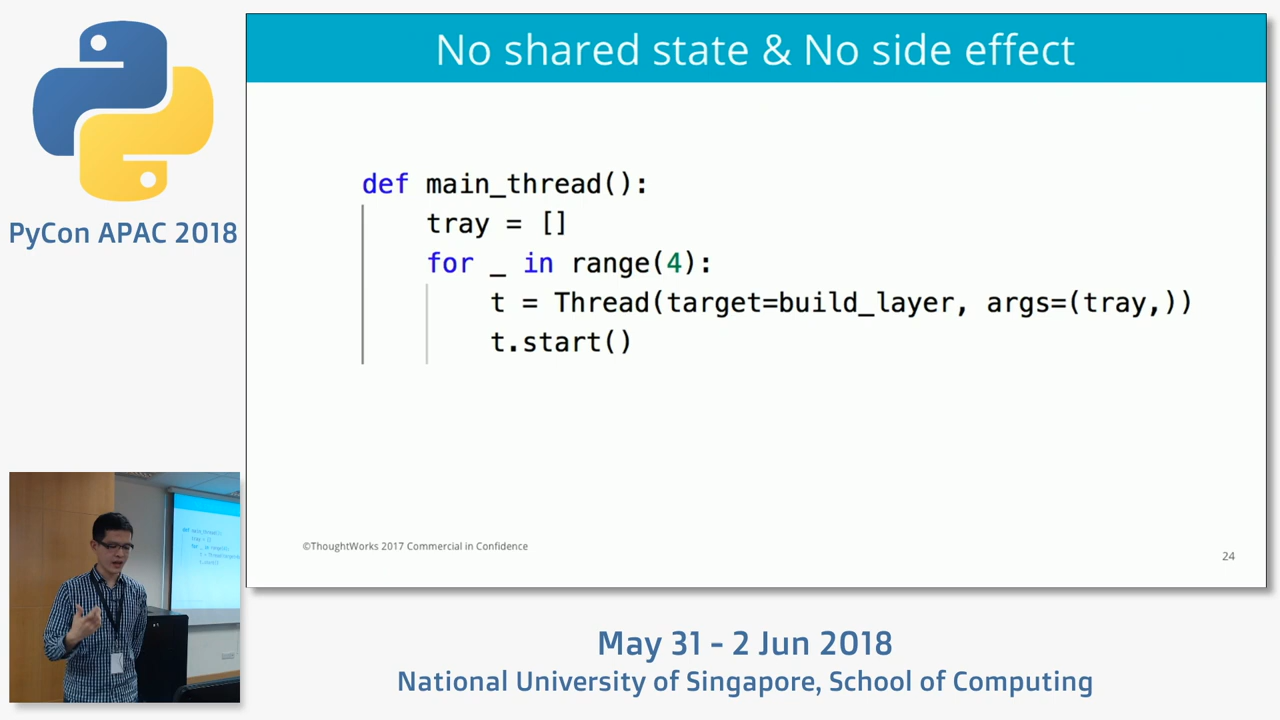 No shared state & No side effect
PyCon APAC 2018
def main_thread():
tray = []
for _ in range(4):
t = Thread(target=build_layer, args=(tray,))
t.start()
©ThoughtWorks 2017 Commercial in Confidence
24
May 31 - 2 Jun 2018
National University of Singapore, School of Computing